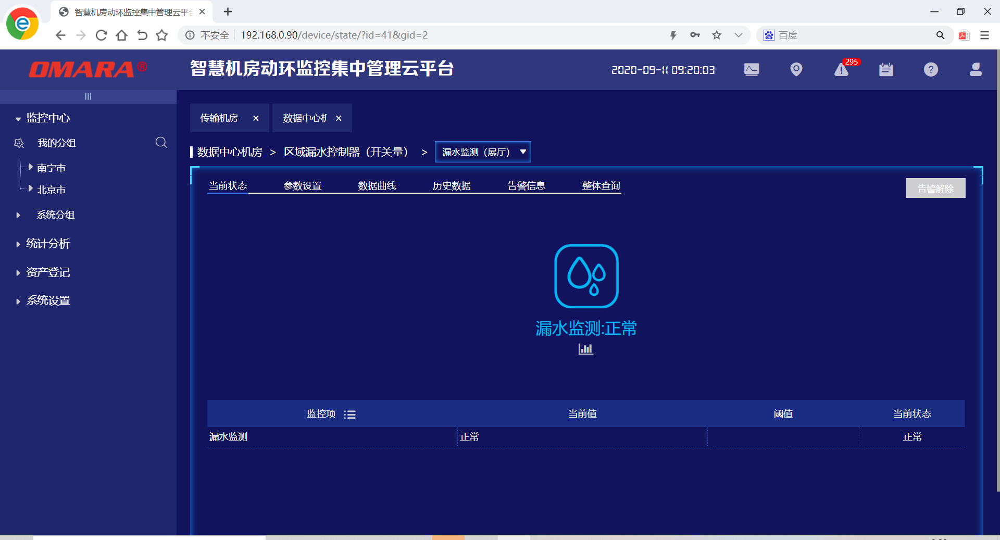 智慧机房动环监控集中管理云平
不安全 192.168.0.90/device/state/?id=41&gid=2
百度
OMARA®
智慧机房动环监控集中管理云平台
2020-09-11 09:20:03
295
监控中心
我的分组
南宁市
北京市
系统分组
统计分析
资产登记
系统设置
传输机房 ×
数据中心 ×
数据中心机房 > 区域漏水控制器（开关量） > 漏水监测（展厅）
当前状态 参数设置 数据曲线 历史数据 告警信息 整体查询
告警解除
漏水监测:正常
监控项 当前值 阈值 当前状态
漏水监测 正常 正常